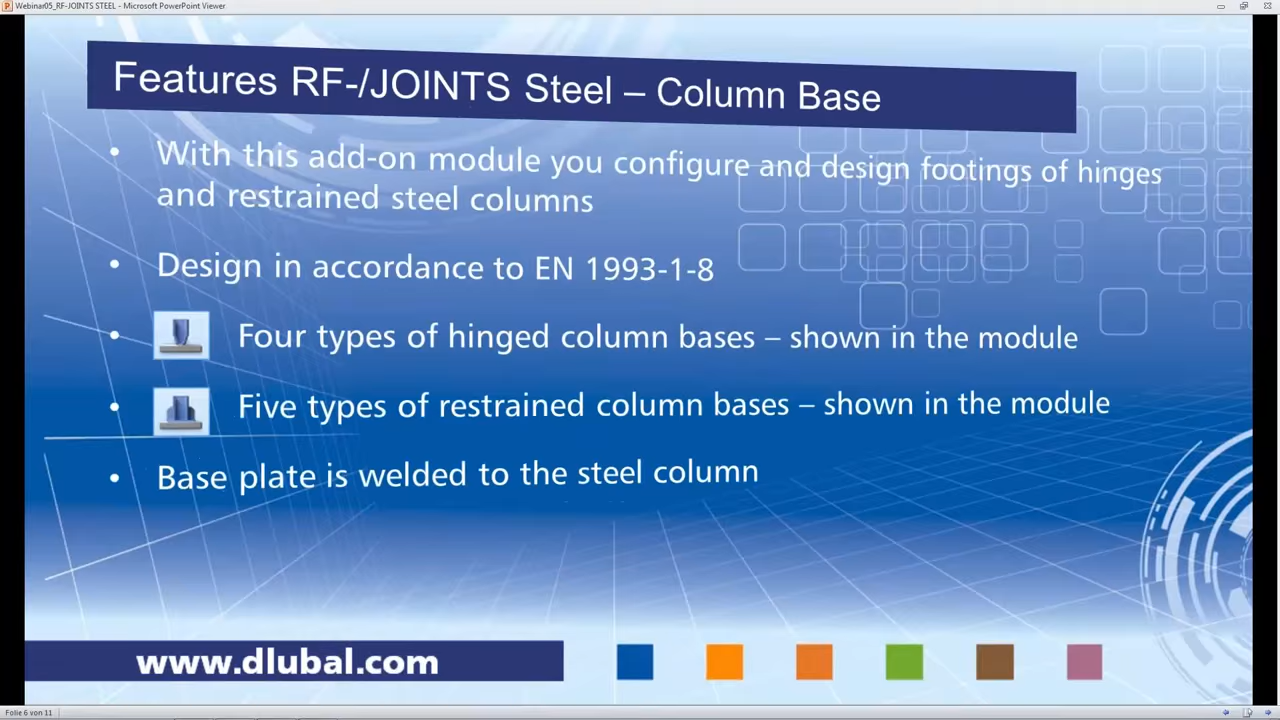 Webinar05_RF-JOINTS STEEL - Microsoft PowerPoint Viewer
Features RF-/JOINTS Steel – Column Base
• With this add-on module you configure and design footings of hinges
and restrained steel columns
• Design in accordance to EN 1993-1-8
• Four types of hinged column bases – shown in the module
• Five types of restrained column bases – shown in the module
• Base plate is welded to the steel column
www.dlubal.com
Folie 6 von 11